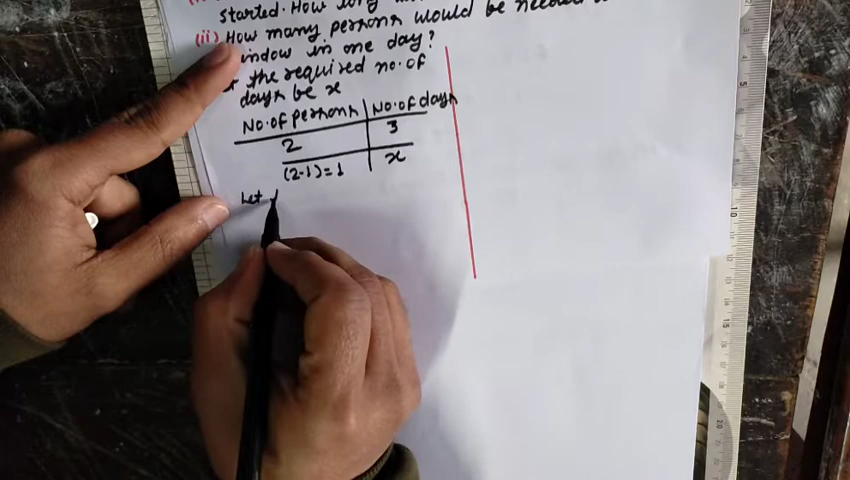 started. How long
(ii) How many persons would be needed
window in one day?
the required no. of
days be x
No. of persons No. of days
2 3
(2-1)=1 x
Let